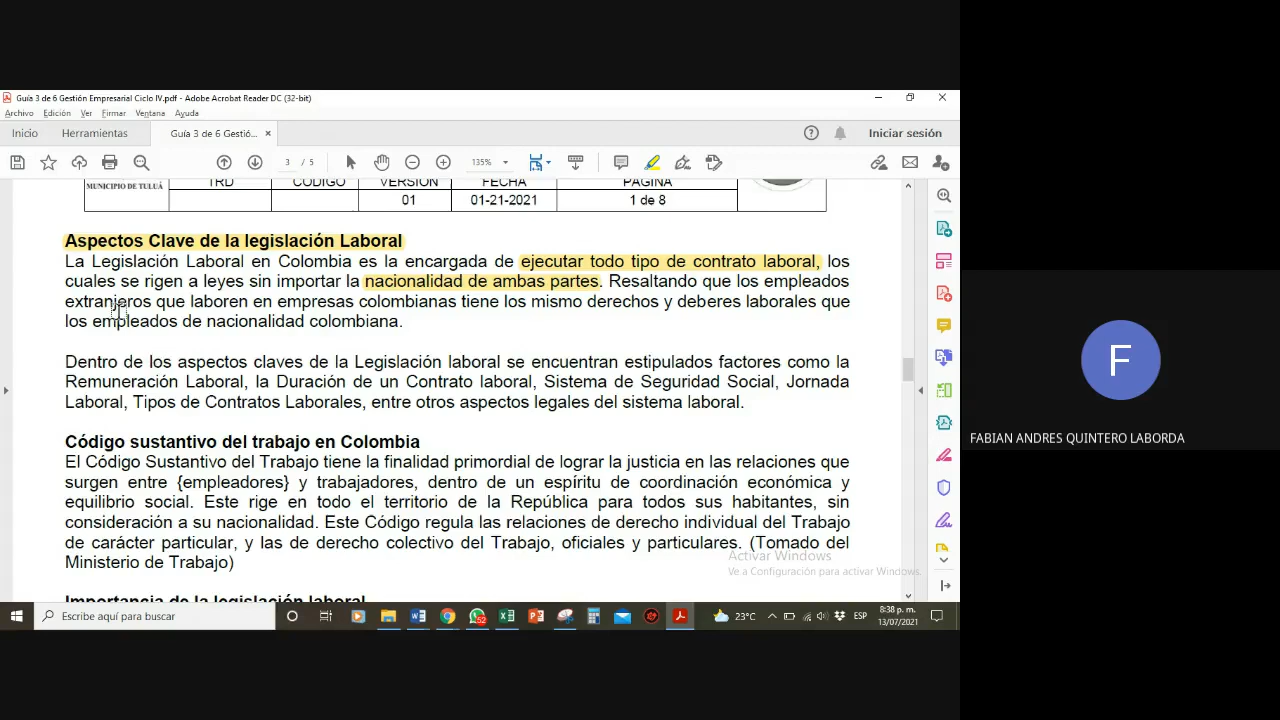 Guía 3 de 6 Gestión Empresarial Ciclo IV.pdf - Adobe Acrobat Reader DC (32-bit)
Archivo Edición Ver Firmar Ventana Ayuda
Inicio Herramientas Guía 3 de 6 Gestió... × Iniciar sesión
3 / 5 135%
MUNICIPIO DE TULUÁ TRD CÓDIGO VERSIÓN FECHA PÁGINA
01 01-21-2021 1 de 8
Aspectos Clave de la legislación Laboral
La Legislación Laboral en Colombia es la encargada de ejecutar todo tipo de contrato laboral, los
cuales se rigen a leyes sin importar la nacionalidad de ambas partes. Resaltando que los empleados
extranjeros que laboren en empresas colombianas tiene los mismo derechos y deberes laborales que
los empleados de nacionalidad colombiana.
Dentro de los aspectos claves de la Legislación laboral se encuentran estipulados factores como la
Remuneración Laboral, la Duración de un Contrato laboral, Sistema de Seguridad Social, Jornada
Laboral, Tipos de Contratos Laborales, entre otros aspectos legales del sistema laboral.
Código sustantivo del trabajo en Colombia
El Código Sustantivo del Trabajo tiene la finalidad primordial de lograr la justicia en las relaciones que
surgen entre {empleadores} y trabajadores, dentro de un espíritu de coordinación económica y
equilibrio social. Este rige en todo el territorio de la República para todos sus habitantes, sin
consideración a su nacionalidad. Este Código regula las relaciones de derecho individual del Trabajo
de carácter particular, y las de derecho colectivo del Trabajo, oficiales y particulares. (Tomado del
Ministerio de Trabajo)
Importancia de la legislación laboral
Activar Windows
Ve a Configuración para activar Windows.
Escribe aquí para buscar 52 23°C ESP 8:38 p. m.
13/07/2021
F
FABIAN ANDRES QUINTERO LABORDA